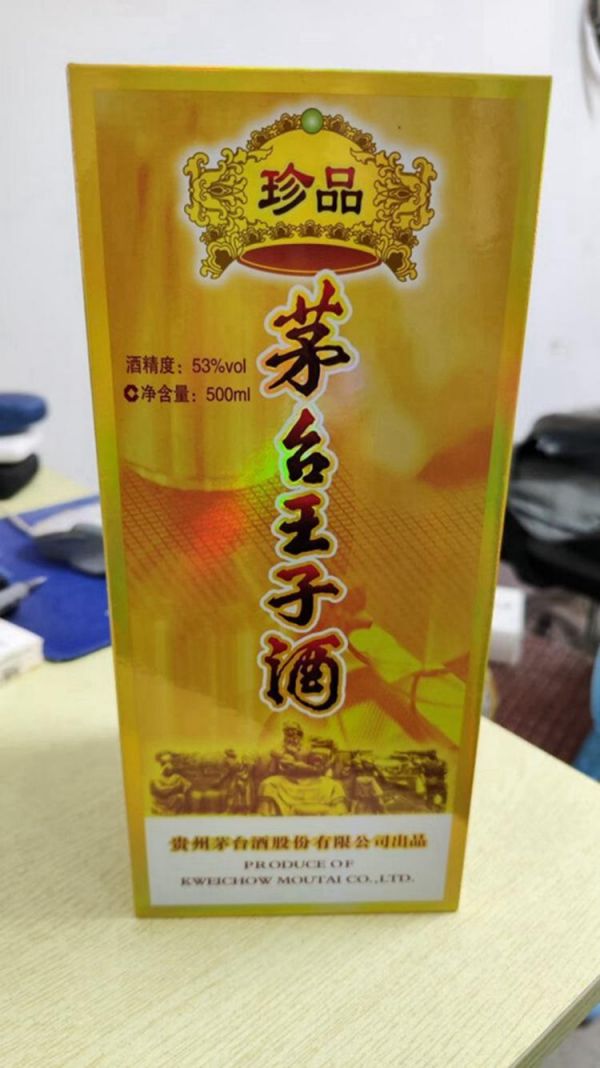 珍品
茅台王子酒
酒精度：53%vol
净含量：500ml
贵州茅台酒股份有限公司出品
PRODUCE OF
KWEICHOW MOUTAI CO.,LTD.